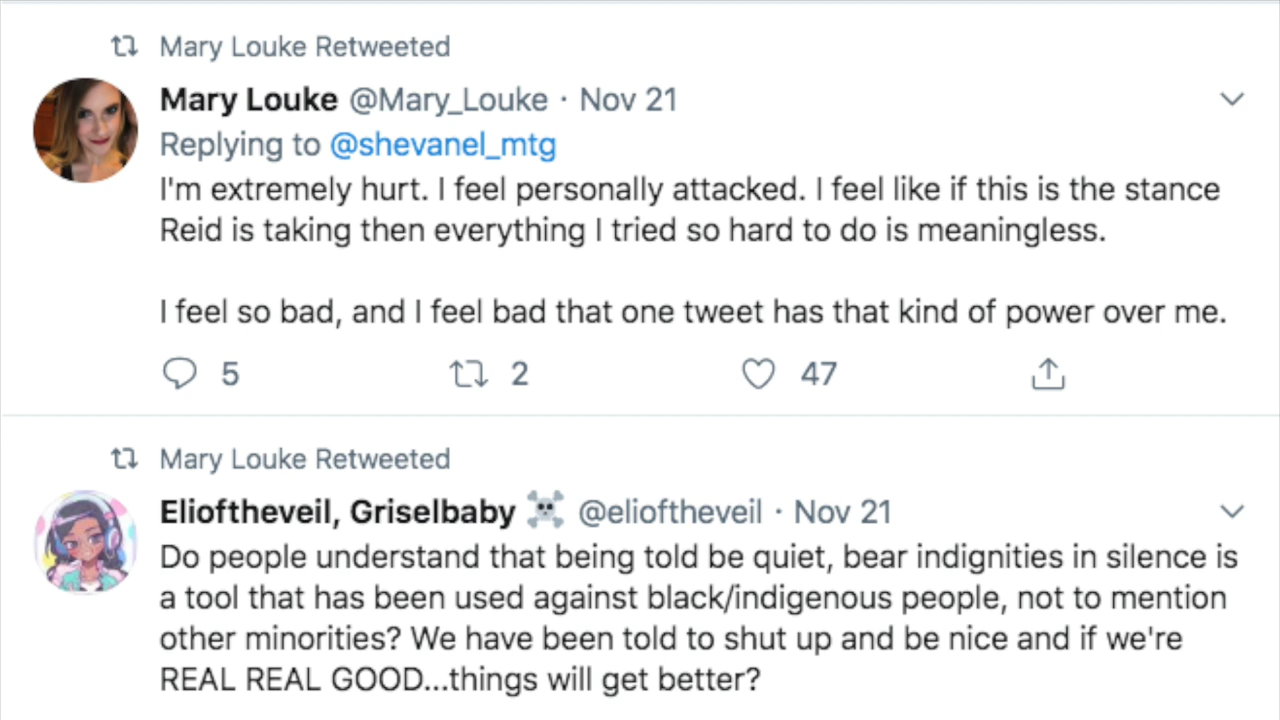 Mary Louke Retweeted
Mary Louke @Mary_Louke · Nov 21
Replying to @shevanel_mtg
I'm extremely hurt. I feel personally attacked. I feel like if this is the stance
Reid is taking then everything I tried so hard to do is meaningless.
I feel so bad, and I feel bad that one tweet has that kind of power over me.
5 2 47
Mary Louke Retweeted
Elioftheveil, Griselbaby ☠️ @elioftheveil · Nov 21
Do people understand that being told be quiet, bear indignities in silence is
a tool that has been used against black/indigenous people, not to mention
other minorities? We have been told to shut up and be nice and if we're
REAL REAL GOOD...things will get better?